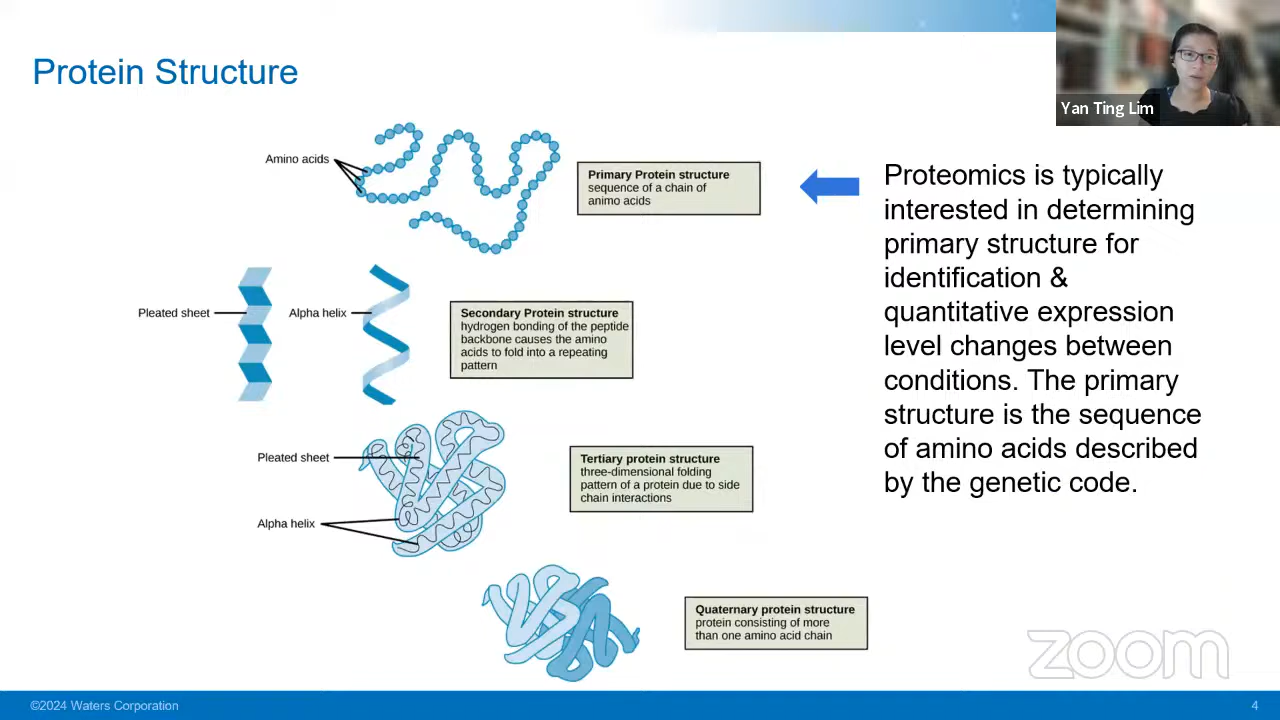 Protein Structure
Yan Ting Lim
Amino acids
Primary Protein structure
sequence of a chain of
animo acids
Proteomics is typically
interested in determining
primary structure for
identification &
quantitative expression
level changes between
conditions. The primary
structure is the sequence
of amino acids described
by the genetic code.
Pleated sheet
Alpha helix
Secondary Protein structure
hydrogen bonding of the peptide
backbone causes the amino
acids to fold into a repeating
pattern
Pleated sheet
Alpha helix
Tertiary protein structure
three-dimensional folding
pattern of a protein due to side
chain interactions
Quaternary protein structure
protein consisting of more
than one amino acid chain
zoom
©2024 Waters Corporation
4